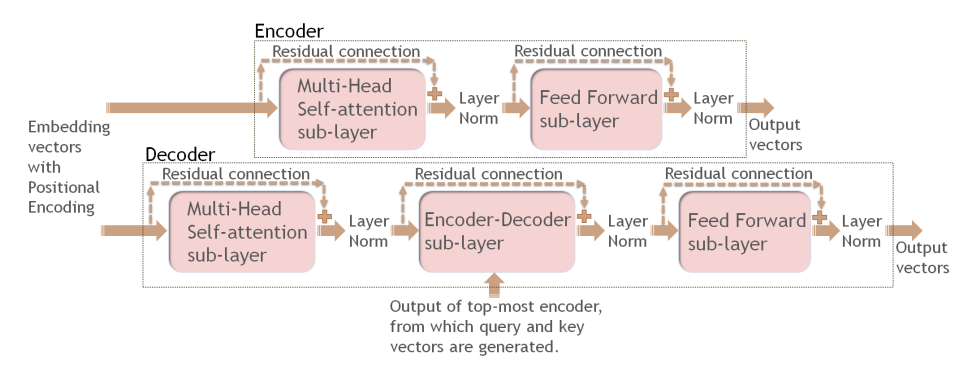 Encoder
Residual connection
Residual connection
Multi-Head
Self-attention
sub-layer
Layer
Norm
Feed Forward
sub-layer
Layer
Norm
Output
vectors
Embedding
vectors
with
Positional
Encoding
Decoder
Residual connection
Residual connection
Residual connection
Multi-Head
Self-attention
sub-layer
Layer
Norm
Encoder-Decoder
sub-layer
Layer
Norm
Feed Forward
sub-layer
Layer
Norm
Output
vectors
Output of top-most encoder,
from which query and key
vectors are generated.